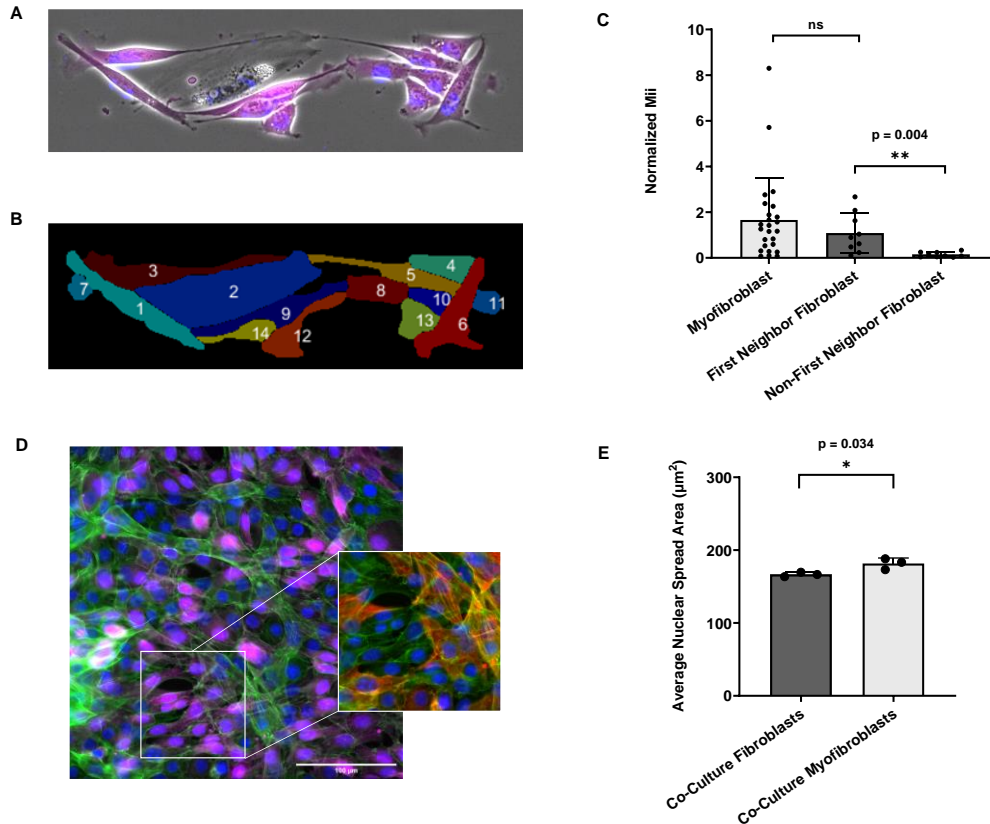 A
B
3
4
5
2
7
8
10
11
1
9
6
13
14
12
C
Normalized Mii
10
8
6
4
2
0
ns
p = 0.004
**
Myofibroblast
First Neighbor Fibroblast
Non-First Neighbor Fibroblast
D
100 µm
E
Average Nuclear Spread Area (µm²)
300
200
100
0
p = 0.034
*
Co-Culture Fibroblasts
Co-Culture Myofibroblasts